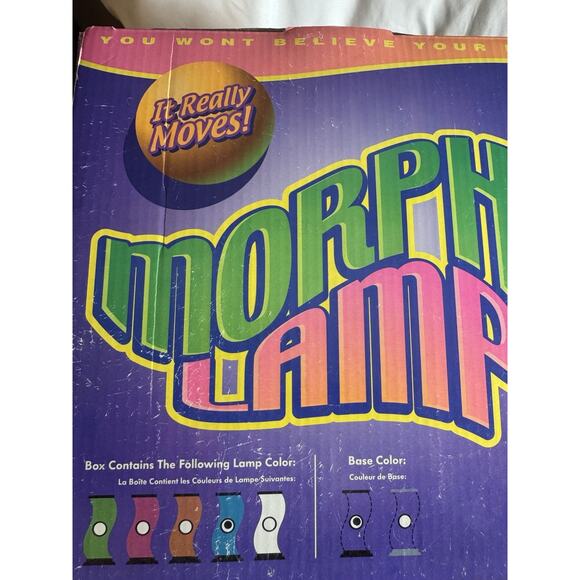 YOU WONT BELIEVE YOUR
It Really
Moves!
MORPH
LAMP
Box Contains The Following Lamp Color:
La Boîte Contient les Couleurs de Lampe Suivantes:
Base Color:
Couleur de Base: